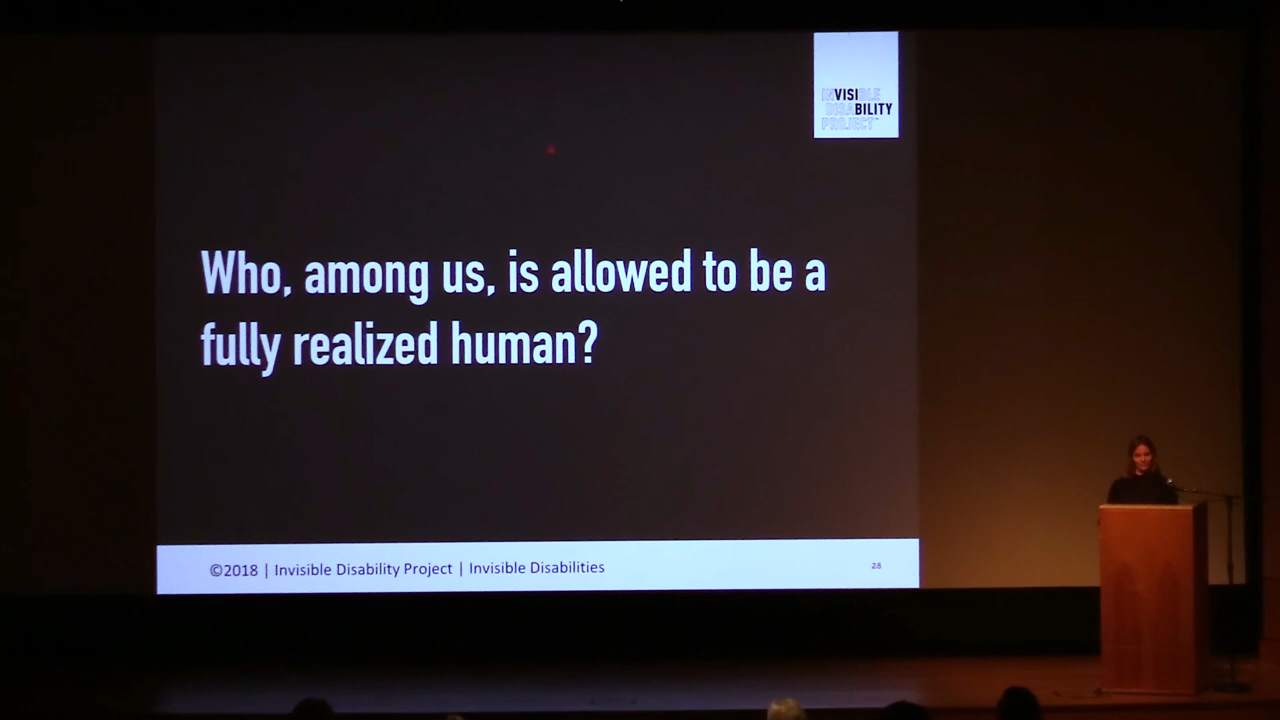 INVISIBLE
DISABILITY
PROJECT™
Who, among us, is allowed to be a
fully realized human?
©2018 | Invisible Disability Project | Invisible Disabilities
28